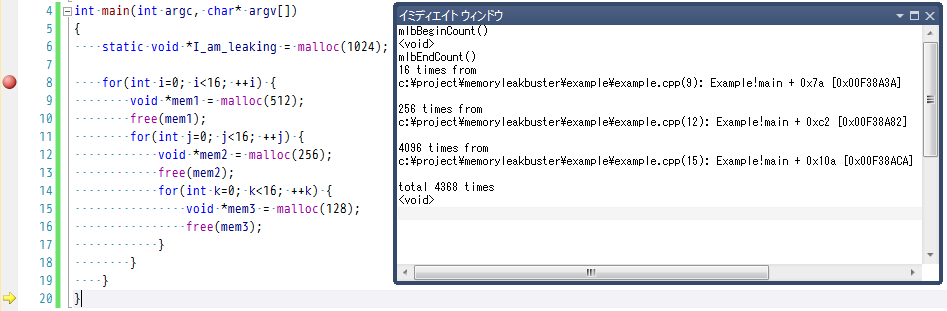 4 int main(int argc, char* argv[])
5 {
6 static void *I_am_leaking = malloc(1024);
7
8 for(int i=0; i<16; ++i) {
9 void *mem1 = malloc(512);
10 free(mem1);
11 for(int j=0; j<16; ++j) {
12 void *mem2 = malloc(256);
13 free(mem2);
14 for(int k=0; k<16; ++k) {
15 void *mem3 = malloc(128);
16 free(mem3);
17 }
18 }
19 }
20 }
イミディエイト ウィンドウ
mlbBeginCount()
<void>
mlbEndCount()
16 times from
c:¥project¥memoryleakbuster¥example¥example.cpp(9): Example!main + 0x7a [0x00F38A3A]
256 times from
c:¥project¥memoryleakbuster¥example¥example.cpp(12): Example!main + 0xc2 [0x00F38A82]
4096 times from
c:¥project¥memoryleakbuster¥example¥example.cpp(15): Example!main + 0x10a [0x00F38ACA]
total 4368 times
<void>